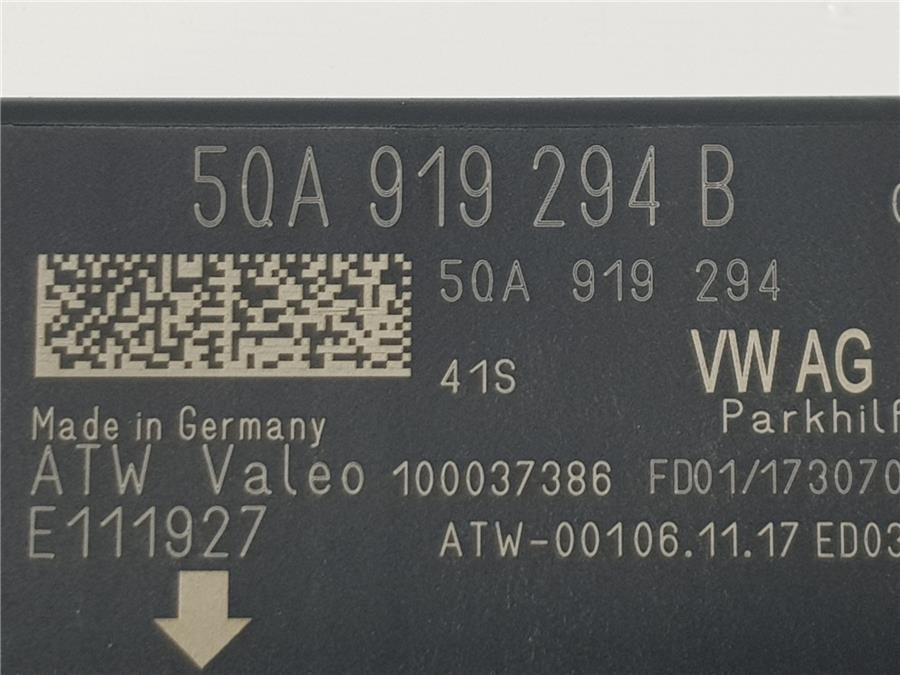 5QA 919 294 B
5QA 919 294
41S
VW AG
Parkhilf
Made in Germany
ATW Valeo 100037386 FD01/173070
E111927
ATW-00106.11.17 ED03